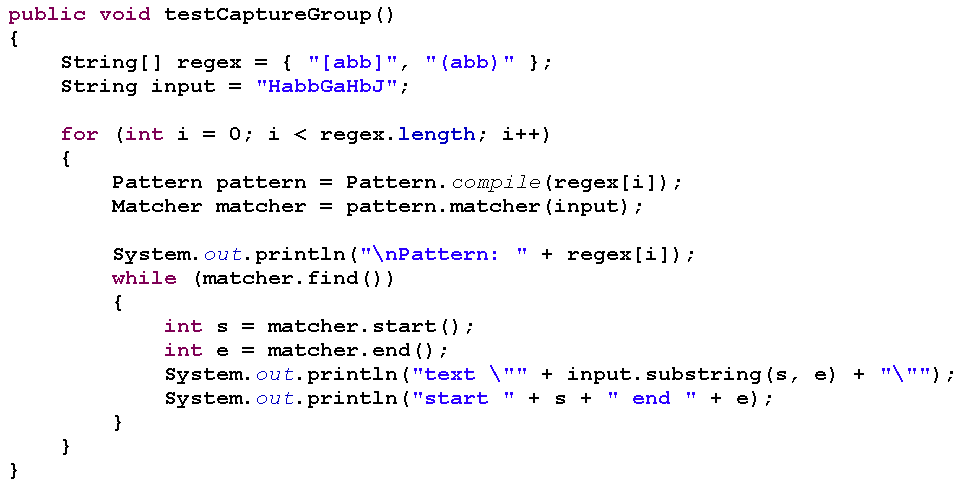 public void testCaptureGroup()
{
    String[] regex = { "[abb]", "(abb)" };
    String input = "HabbGaHbJ";

    for (int i = 0; i < regex.length; i++)
    {
        Pattern pattern = Pattern.compile(regex[i]);
        Matcher matcher = pattern.matcher(input);

        System.out.println("\nPattern: " + regex[i]);
        while (matcher.find())
        {
            int s = matcher.start();
            int e = matcher.end();
            System.out.println("text \"" + input.substring(s, e) + "\"");
            System.out.println("start " + s + " end " + e);
        }
    }
}